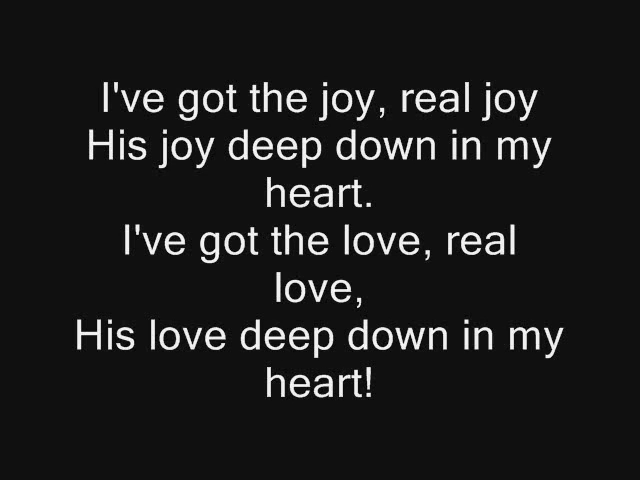 I've got the joy, real joy
His joy deep down in my
heart.
I've got the love, real
love,
His love deep down in my
heart!